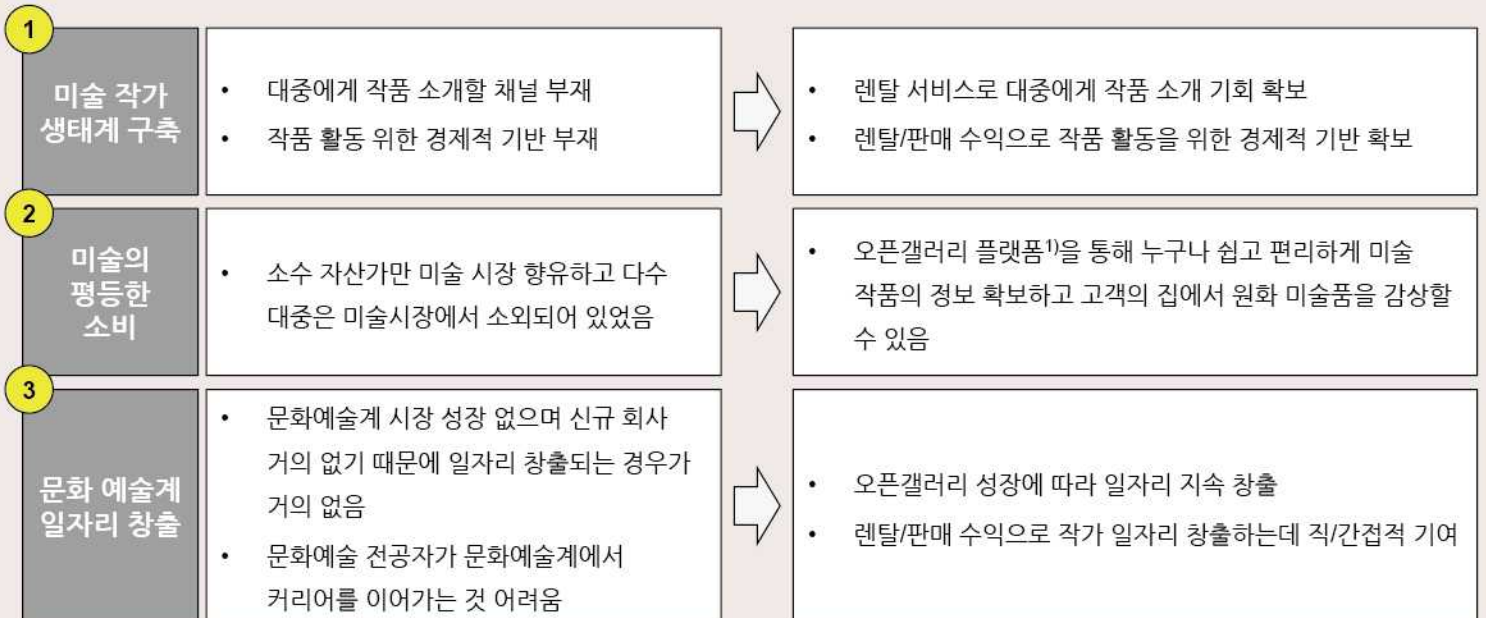 1
미술 작가
생태계 구축
• 대중에게 작품 소개할 채널 부재
• 작품 활동 위한 경제적 기반 부재
• 렌탈 서비스로 대중에게 작품 소개 기회 확보
• 렌탈/판매 수익으로 작품 활동을 위한 경제적 기반 확보
2
미술의
평등한
소비
• 소수 자산가만 미술 시장 향유하고 다수
대중은 미술시장에서 소외되어 있었음
• 오픈갤러리 플랫폼1)을 통해 누구나 쉽고 편리하게 미술
작품의 정보 확보하고 고객의 집에서 원화 미술품을 감상할
수 있음
3
문화 예술계
일자리 창출
• 문화예술계 시장 성장 없으며 신규 회사
거의 없기 때문에 일자리 창출되는 경우가
거의 없음
• 문화예술 전공자가 문화예술계에서
커리어를 이어가는 것 어려움
• 오픈갤러리 성장에 따라 일자리 지속 창출
• 렌탈/판매 수익으로 작가 일자리 창출하는데 직/간접적 기여